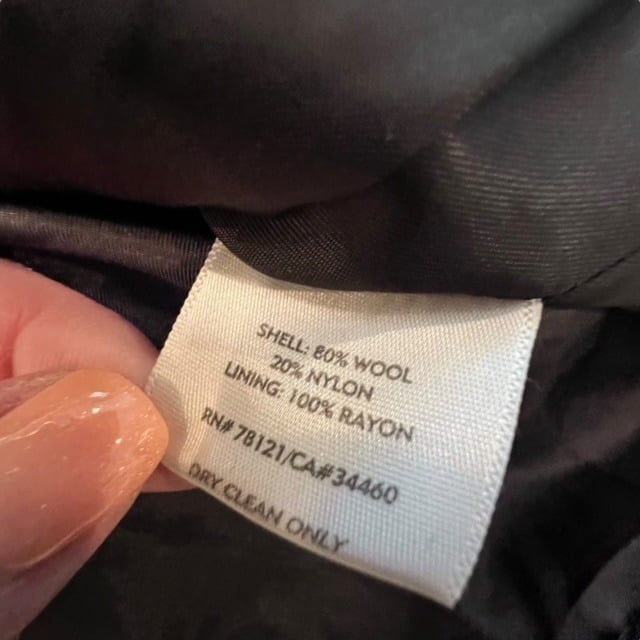 SHELL: 80% WOOL
20% NYLON
LINING: 100% RAYON
RN# 78121/CA#34460
DRY CLEAN ONLY